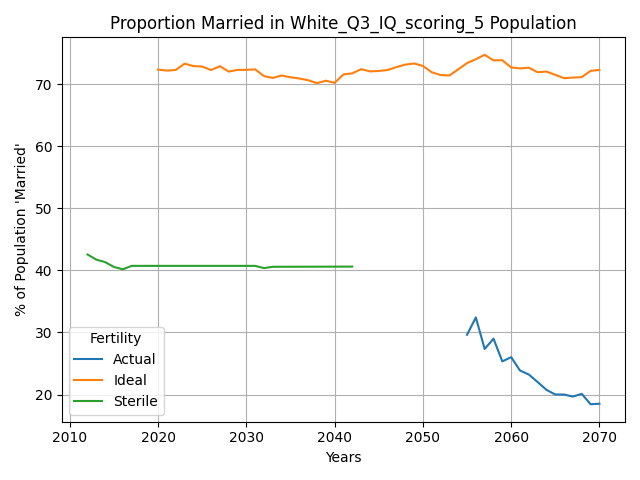 Proportion Married in White_Q3_IQ_scoring_5 Population
% of Population 'Married'
70
60
50
40
30
20
Fertility
Actual
Ideal
Sterile
2010 2020 2030 2040 2050 2060 2070
Years